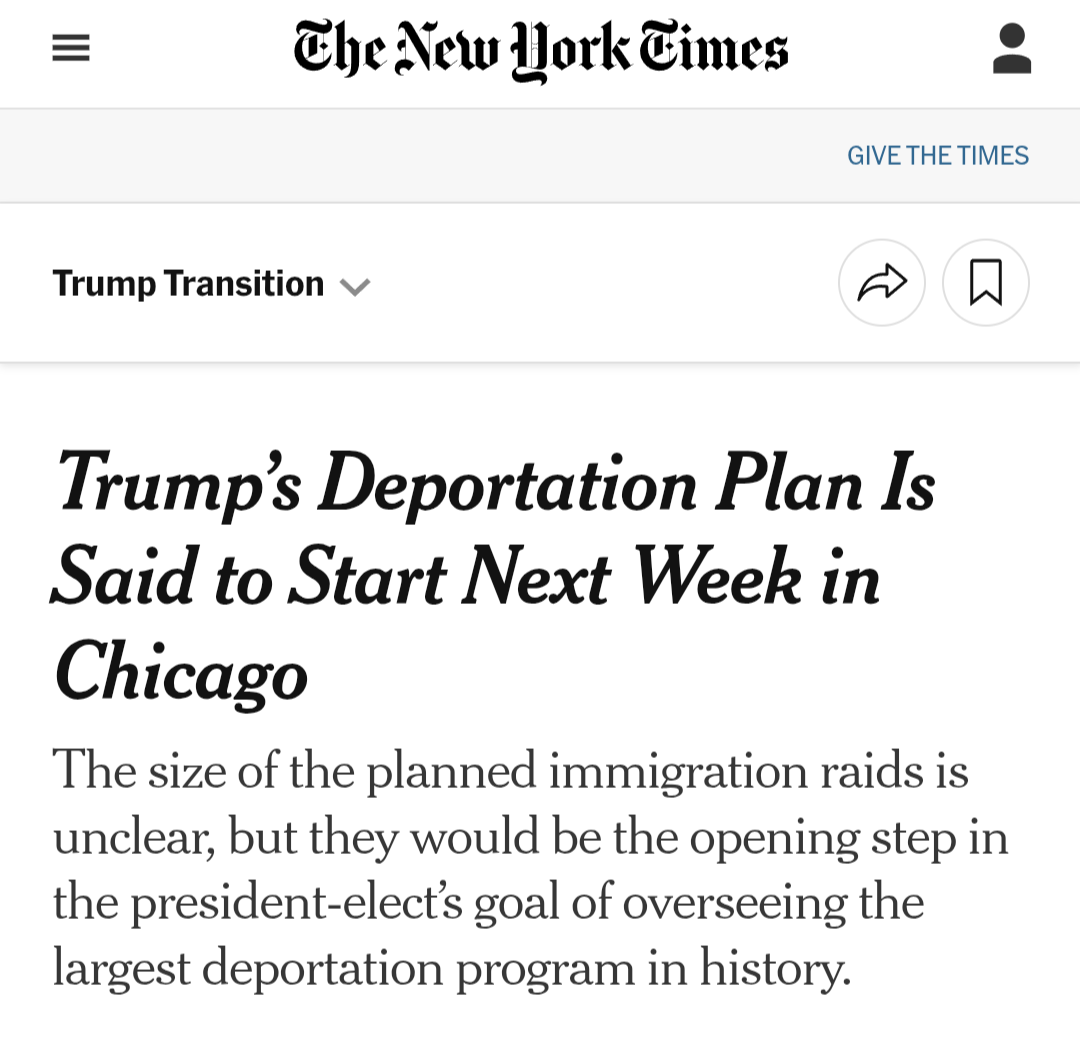 The New York Times
GIVE THE TIMES
Trump Transition
Trump’s Deportation Plan Is
Said to Start Next Week in
Chicago
The size of the planned immigration raids is
unclear, but they would be the opening step in
the president-elect’s goal of overseeing the
largest deportation program in history.